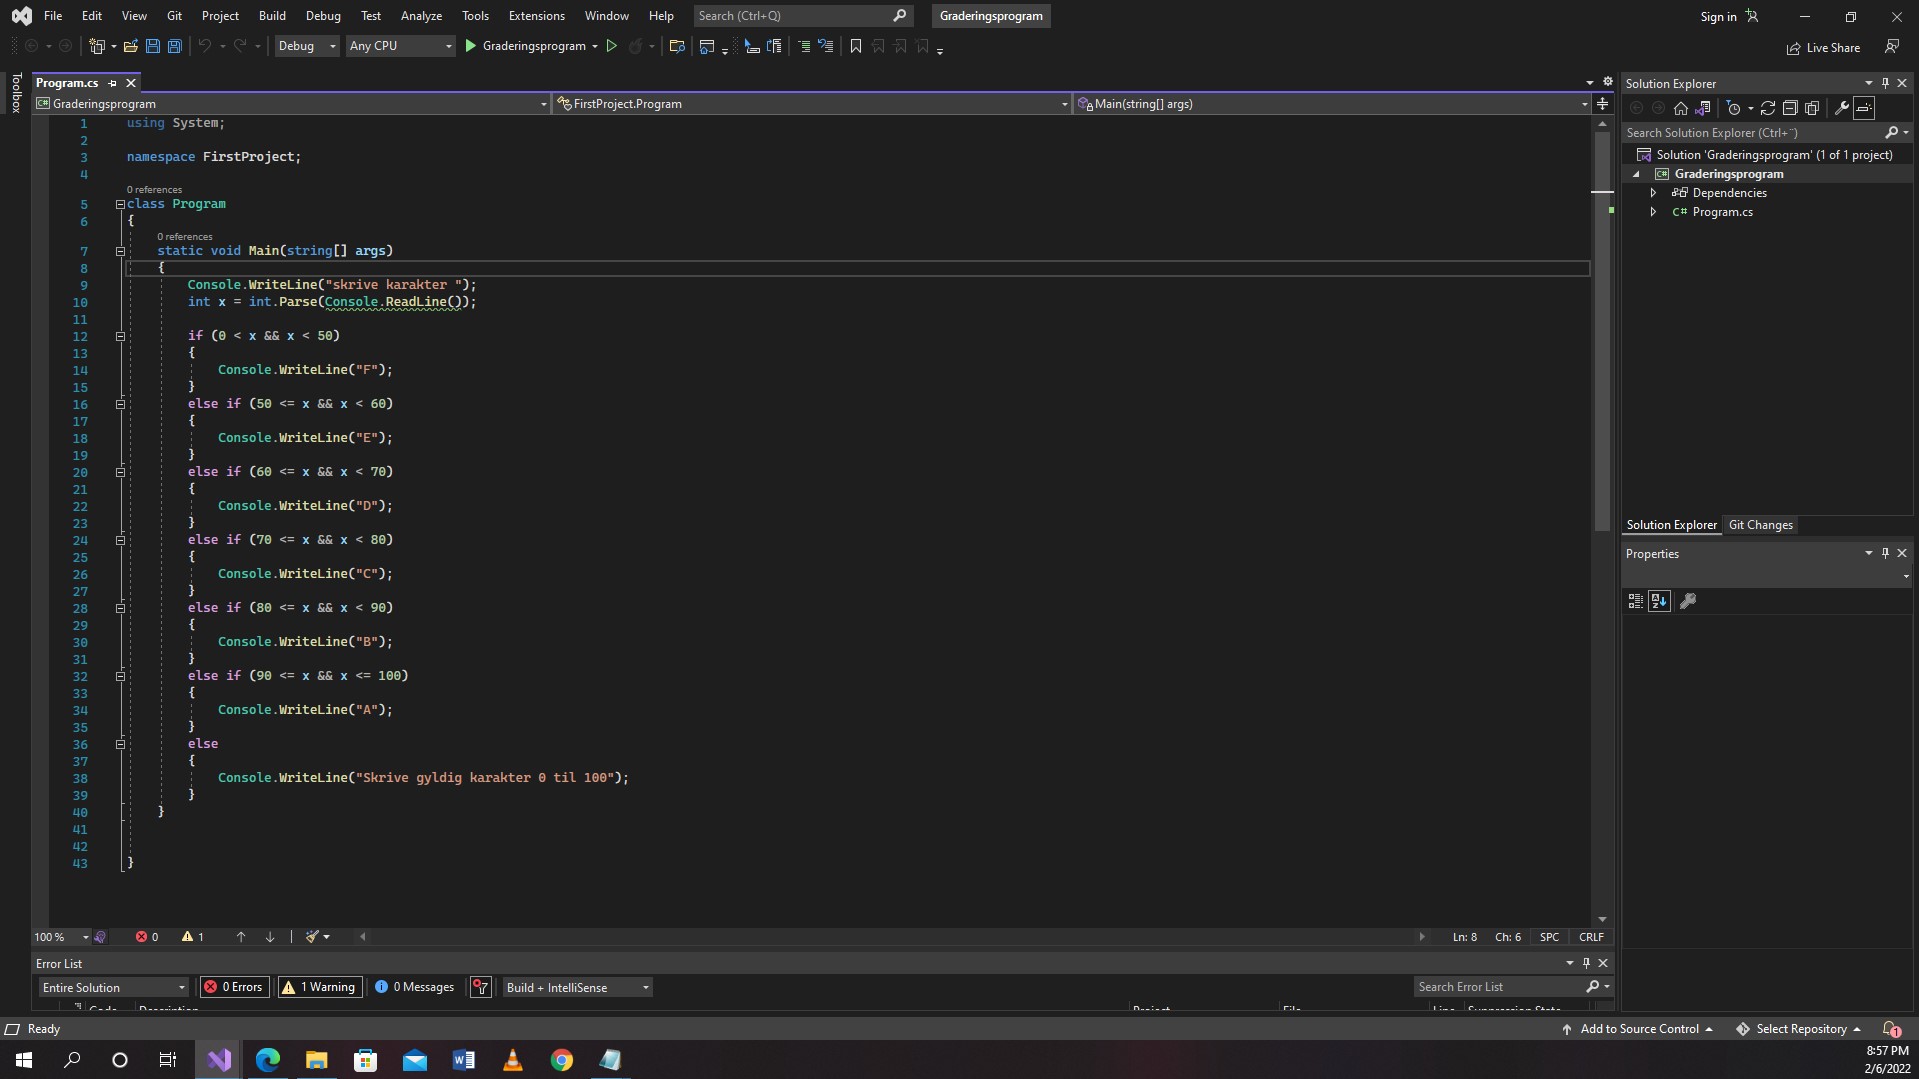 File Edit View Git Project Build Debug Test Analyze Tools Extensions Window Help Search (Ctrl+Q) Graderingsprogram Sign in
Debug Any CPU Graderingsprogram Live Share
Toolbox
Program.cs
Graderingsprogram FirstProject.Program Main(string[] args)
1 using System;
2
3 namespace FirstProject;
4
0 references
5 class Program
6 {
0 references
7 static void Main(string[] args)
8 {
9 Console.WriteLine("skrive karakter ");
10 int x = int.Parse(Console.ReadLine());
11
12 if (0 < x && x < 50)
13 {
14 Console.WriteLine("F");
15 }
16 else if (50 <= x && x < 60)
17 {
18 Console.WriteLine("E");
19 }
20 else if (60 <= x && x < 70)
21 {
22 Console.WriteLine("D");
23 }
24 else if (70 <= x && x < 80)
25 {
26 Console.WriteLine("C");
27 }
28 else if (80 <= x && x < 90)
29 {
30 Console.WriteLine("B");
31 }
32 else if (90 <= x && x <= 100)
33 {
34 Console.WriteLine("A");
35 }
36 else
37 {
38 Console.WriteLine("Skrive gyldig karakter 0 til 100");
39 }
40 }
41
42
43 }
100 % 0 1 Ln: 8 Ch: 6 SPC CRLF
Error List
Entire Solution 0 Errors 1 Warning 0 Messages Build + IntelliSense Search Error List
Code Description Project File Line Suppression State
Solution Explorer
Search Solution Explorer (Ctrl+¨)
Solution 'Graderingsprogram' (1 of 1 project)
C# Graderingsprogram
Dependencies
C# Program.cs
Solution Explorer Git Changes
Properties
Ready Add to Source Control Select Repository 1
8:57 PM
2/6/2022